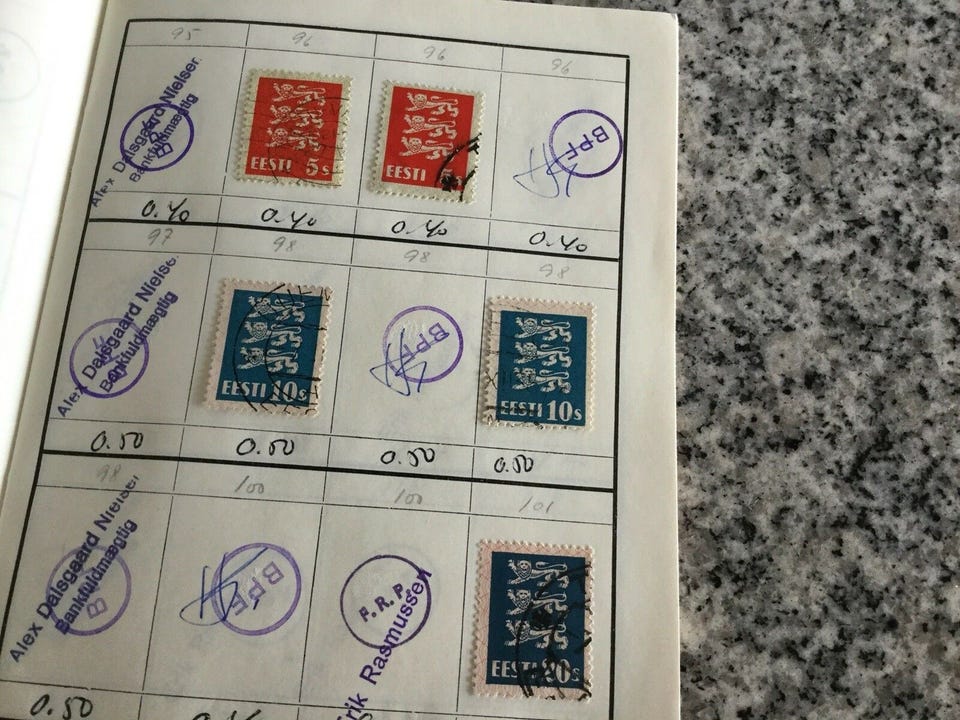 95 96 96 96
Alex Dalsgaard Nielsen
Bankfuldmægtig
EESTI 5s
EESTI
BPF
0.40 0.40 0.40 0.40
97 98 98 98
Alex Dalsgaard Nielse
Bankfuldmægtig
EESTI 10s
BPF
EESTI 10s
0.50 0.50 0.50 0.50
98 100 100 101
Alex Dalsgaard Nielsen
Bankfuldmægtig
BPF
F.R.P.
rik Rasmussen
EESTI 20s
0.50